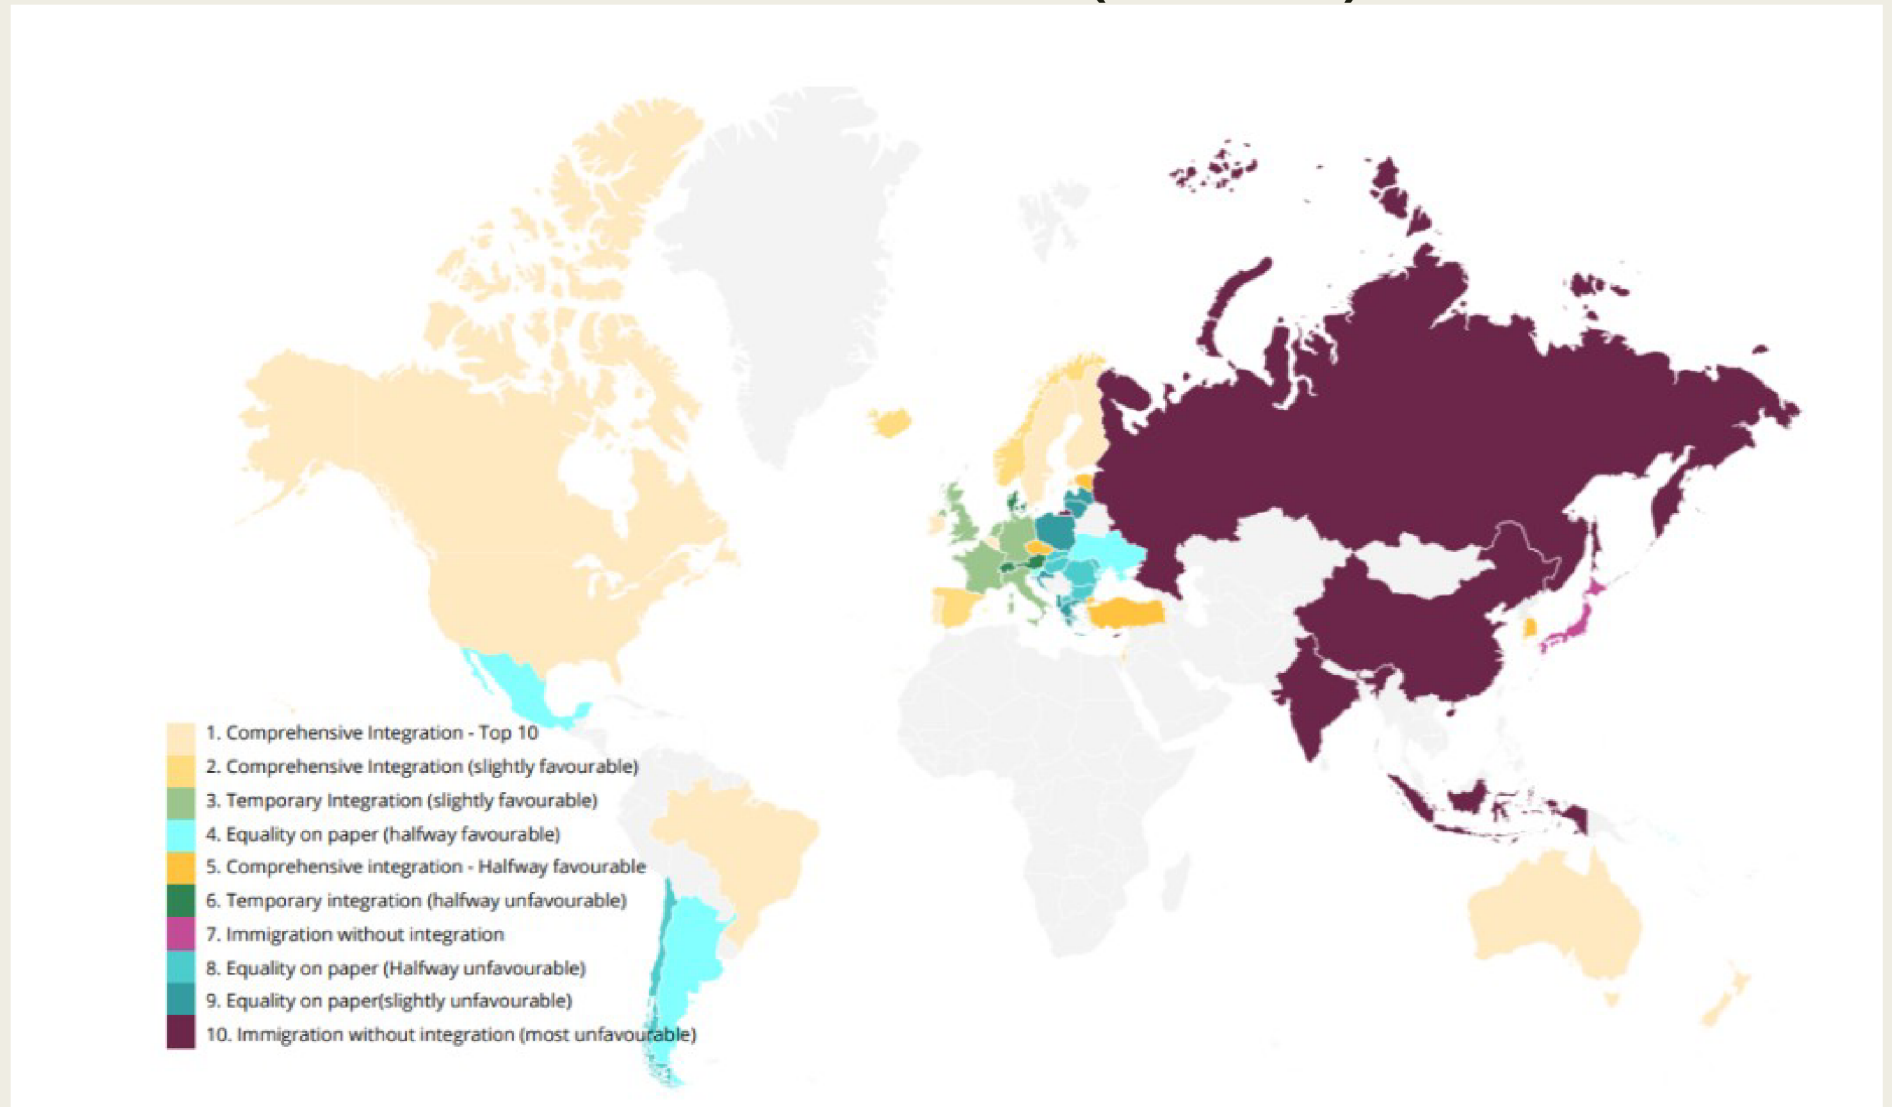 1. Comprehensive Integration - Top 10
2. Comprehensive Integration (slightly favourable)
3. Temporary Integration (slightly favourable)
4. Equality on paper (halfway favourable)
5. Comprehensive integration - Halfway favourable
6. Temporary integration (halfway unfavourable)
7. Immigration without integration
8. Equality on paper (Halfway unfavourable)
9. Equality on paper(slightly unfavourable)
10. Immigration without integration (most unfavourable)